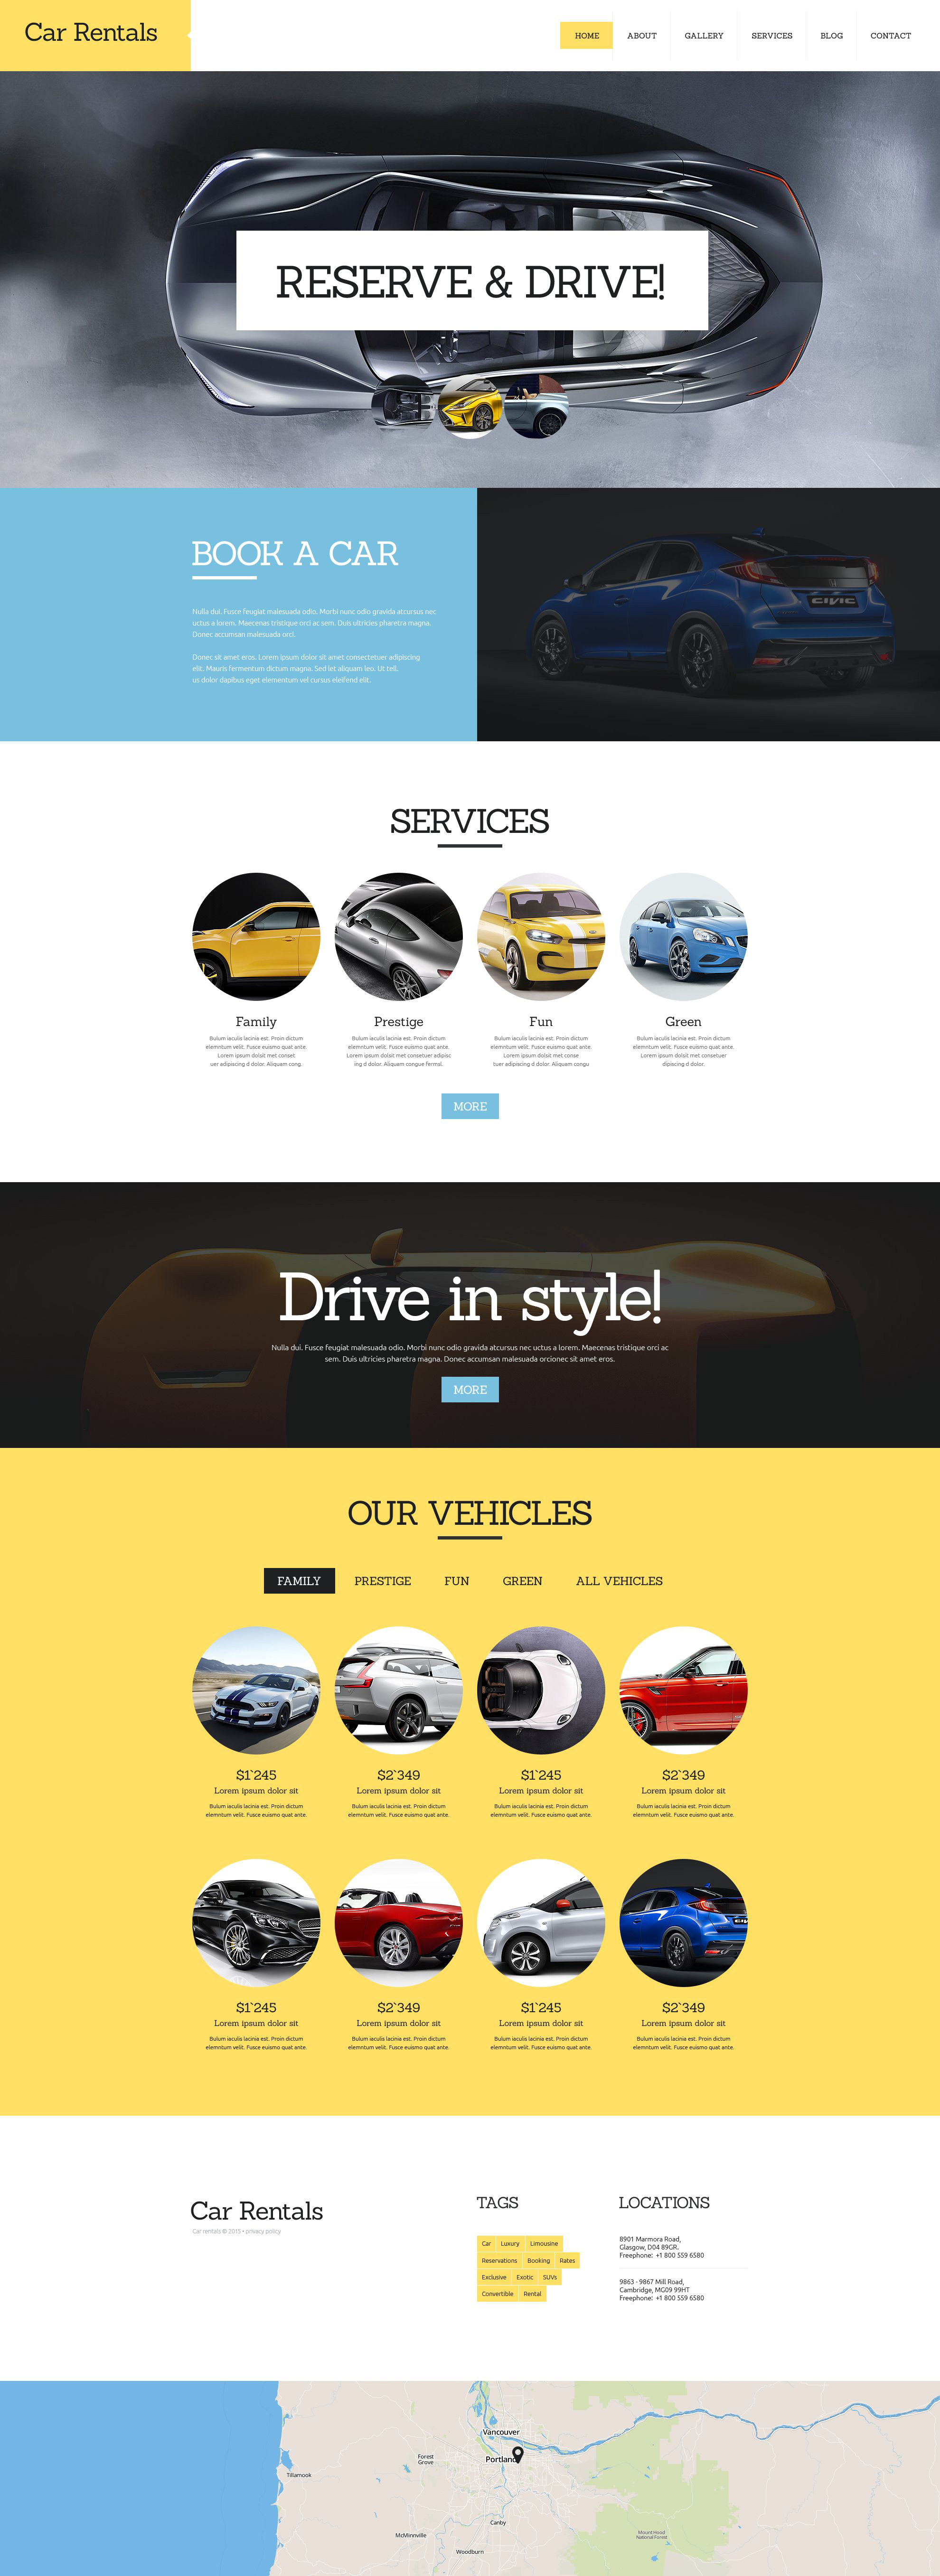 Car Rentals
HOME
ABOUT
GALLERY
SERVICES
BLOG
CONTACT
RESERVE & DRIVE!
BOOK A CAR
Nulla dui. Fusce feugiat malesuada odio. Morbi nunc odio gravida atcursus nec
uctus a lorem. Maecenas tristique orci ac sem. Duis ultricies pharetra magna.
Donec accumsan malesuada orci.
Donec sit amet eros. Lorem ipsum dolor sit amet consectetuer adipiscing
elit. Mauris fermentum dictum magna. Sed let aliquam leo. Ut tell.
us dolor dapibus eget elementum vel cursus eleifend elit.
CIVIC
SERVICES
Family
Bulum iaculis lacinia est. Proin dictum
elemntum velit. Fusce euismo quat ante.
Lorem ipsum dolsit met conset
uer adipiscing d dolor. Aliquam cong.
Prestige
Bulum iaculis lacinia est. Proin dictum
elemntum velit. Fusce euismo quat ante.
Lorem ipsum dolsit met consetuer adipisc
ing d dolor. Aliquam congue fermsl.
Fun
Bulum iaculis lacinia est. Proin dictum
elemntum velit. Fusce euismo quat ante.
Lorem ipsum dolsit met conse
tuer adipiscing d dolor. Aliquam congu
Green
Bulum iaculis lacinia est. Proin dictum
elemntum velit. Fusce euismo quat ante.
Lorem ipsum dolsit met consetuer
dipiscing d dolor.
MORE
Drive in style!
Nulla dui. Fusce feugiat malesuada odio. Morbi nunc odio gravida atcursus nec uctus a lorem. Maecenas tristique orci ac
sem. Duis ultricies pharetra magna. Donec accumsan malesuada orcionec sit amet eros.
MORE
OUR VEHICLES
FAMILY
PRESTIGE
FUN
GREEN
ALL VEHICLES
$1`245
Lorem ipsum dolor sit
Bulum iaculis lacinia est. Proin dictum
elemntum velit. Fusce euismo quat ante.
$2`349
Lorem ipsum dolor sit
Bulum iaculis lacinia est. Proin dictum
elemntum velit. Fusce euismo quat ante.
$1`245
Lorem ipsum dolor sit
Bulum iaculis lacinia est. Proin dictum
elemntum velit. Fusce euismo quat ante.
$2`349
Lorem ipsum dolor sit
Bulum iaculis lacinia est. Proin dictum
elemntum velit. Fusce euismo quat ante.
$1`245
Lorem ipsum dolor sit
Bulum iaculis lacinia est. Proin dictum
elemntum velit. Fusce euismo quat ante.
$2`349
Lorem ipsum dolor sit
Bulum iaculis lacinia est. Proin dictum
elemntum velit. Fusce euismo quat ante.
$1`245
Lorem ipsum dolor sit
Bulum iaculis lacinia est. Proin dictum
elemntum velit. Fusce euismo quat ante.
$2`349
Lorem ipsum dolor sit
Bulum iaculis lacinia est. Proin dictum
elemntum velit. Fusce euismo quat ante.
Car Rentals
Car rentals © 2015 • privacy policy
TAGS
Car
Luxury
Limousine
Reservations
Booking
Rates
Exclusive
Exotic
SUVs
Convertible
Rental
LOCATIONS
8901 Marmora Road,
Glasgow, D04 89GR.
Freephone: +1 800 559 6580
9863 - 9867 Mill Road,
Cambridge, MG09 99HT
Freephone: +1 800 559 6580
Vancouver
Portland
Forest
Grove
Tillamook
Canby
McMinnville
Mount Hood
National Forest
Woodburn